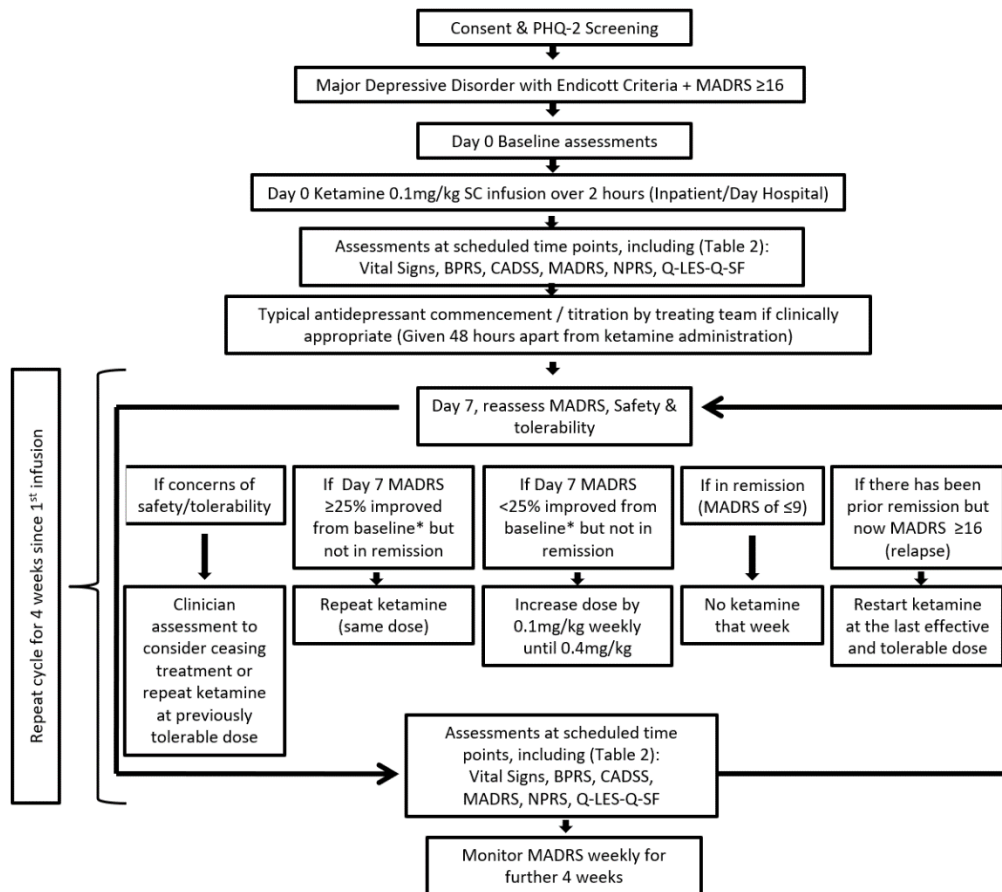 Consent & PHQ-2 Screening
Major Depressive Disorder with Endicott Criteria + MADRS ≥16
Day 0 Baseline assessments
Day 0 Ketamine 0.1mg/kg SC infusion over 2 hours (Inpatient/Day Hospital)
Assessments at scheduled time points, including (Table 2):
Vital Signs, BPRS, CADSS, MADRS, NPRS, Q-LES-Q-SF
Typical antidepressant commencement / titration by treating team if clinically
appropriate (Given 48 hours apart from ketamine administration)
Repeat cycle for 4 weeks since 1st infusion
Day 7, reassess MADRS, Safety &
tolerability
If concerns of
safety/tolerability
Clinician
assessment to
consider ceasing
treatment or
repeat ketamine
at previously
tolerable dose
If Day 7 MADRS
≥25% improved
from baseline* but
not in remission
Repeat ketamine
(same dose)
If Day 7 MADRS
<25% improved from
baseline* but not in
remission
Increase dose by
0.1mg/kg weekly
until 0.4mg/kg
If in remission
(MADRS of ≤9)
No ketamine
that week
If there has been
prior remission but
now MADRS ≥16
(relapse)
Restart ketamine
at the last effective
and tolerable dose
Assessments at scheduled time
points, including (Table 2):
Vital Signs, BPRS, CADSS,
MADRS, NPRS, Q-LES-Q-SF
Monitor MADRS weekly for
further 4 weeks